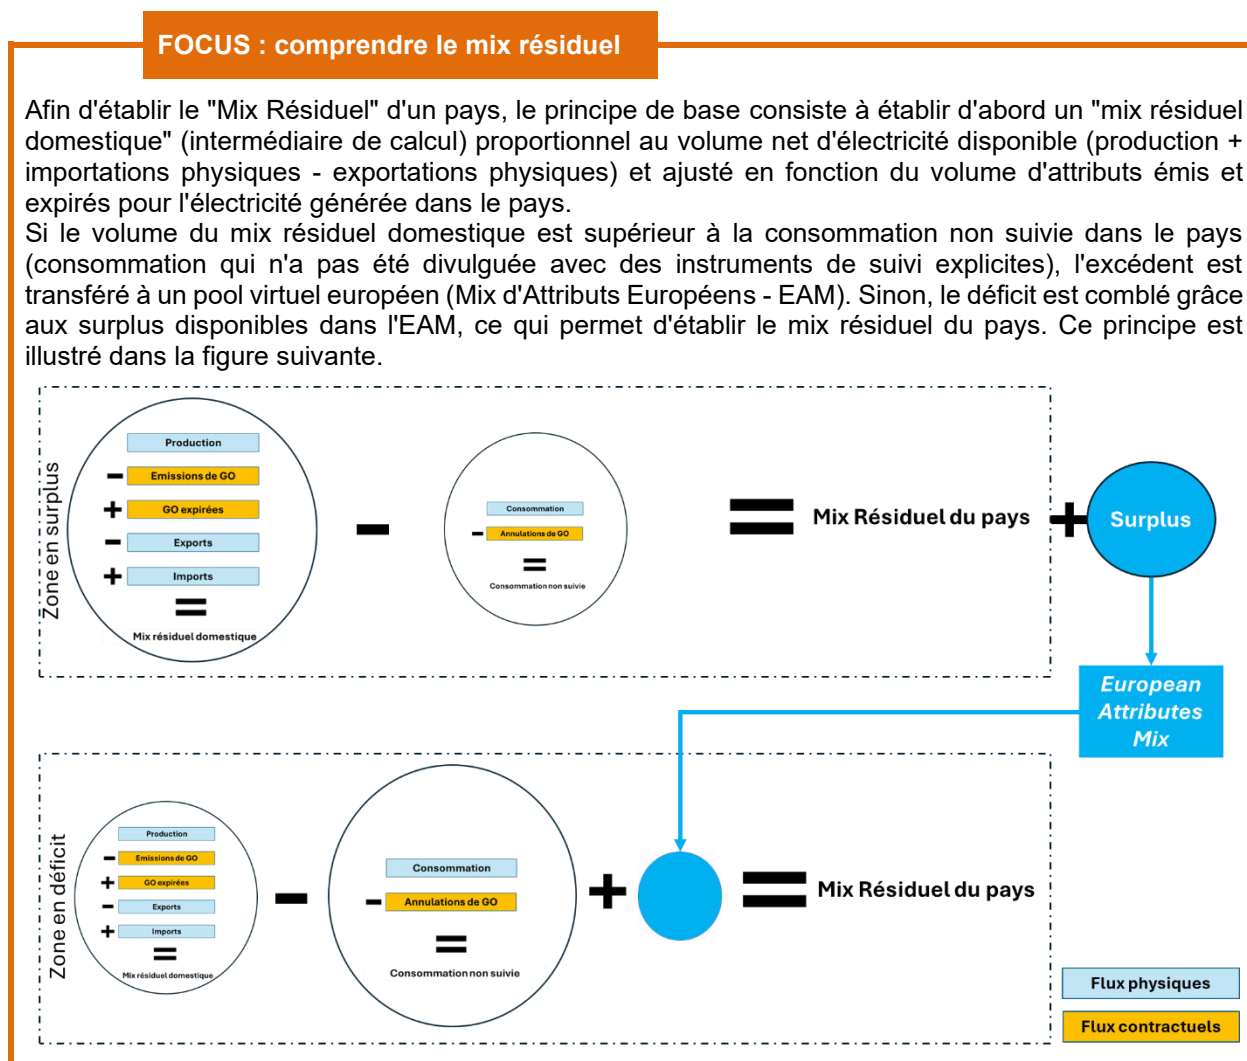 FOCUS : comprendre le mix résiduel
Afin d'établir le "Mix Résiduel" d'un pays, le principe de base consiste à établir d'abord un "mix résiduel
domestique" (intermédiaire de calcul) proportionnel au volume net d'électricité disponible (production +
importations physiques - exportations physiques) et ajusté en fonction du volume d'attributs émis et
expirés pour l'électricité générée dans le pays.
Si le volume du mix résiduel domestique est supérieur à la consommation non suivie dans le pays
(consommation qui n'a pas été divulguée avec des instruments de suivi explicites), l'excédent est
transféré à un pool virtuel européen (Mix d'Attributs Européens - EAM). Sinon, le déficit est comblé grâce
aux surplus disponibles dans l'EAM, ce qui permet d'établir le mix résiduel du pays. Ce principe est
illustré dans la figure suivante.
Zone en surplus
Production
- Emissions de GO
+ GO expirées
- Exports
+ Imports
=
Mix résiduel domestique
-
Consommation
- Annulations de GO
=
Consommation non suivie
=
Mix Résiduel du pays
+
Surplus
European
Attributes
Mix
Zone en déficit
Production
- Emissions de GO
+ GO expirées
- Exports
+ Imports
=
Mix résiduel domestique
-
Consommation
- Annulations de GO
=
Consommation non suivie
+
=
Mix Résiduel du pays
Flux physiques
Flux contractuels